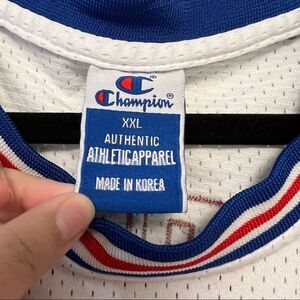 Champion
XXL
AUTHENTIC
ATHLETICAPPAREL
MADE IN KOREA